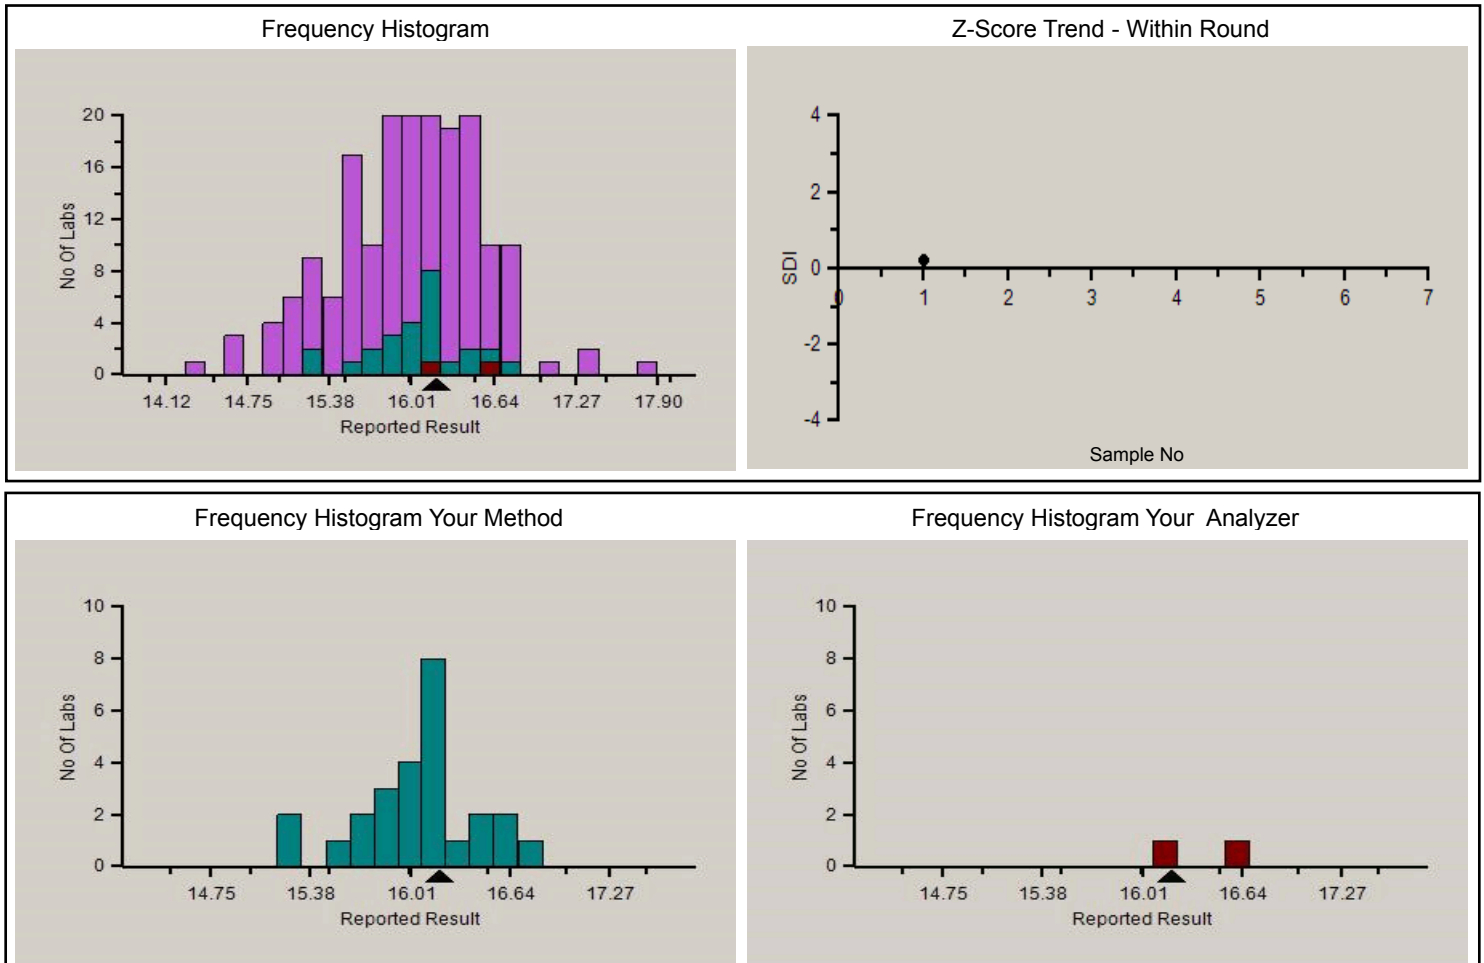 Frequency Histogram
20
16
12
8
4
0
No Of Labs
14.12 14.75 15.38 16.01 16.64 17.27 17.90
Reported Result
Z-Score Trend - Within Round
4
2
0
-2
-4
SDI
0 1 2 3 4 5 6 7
Sample No
Frequency Histogram Your Method
10
8
6
4
2
0
No Of Labs
14.75 15.38 16.01 16.64 17.27
Reported Result
Frequency Histogram Your Analyzer
10
8
6
4
2
0
No Of Labs
14.75 15.38 16.01 16.64 17.27
Reported Result